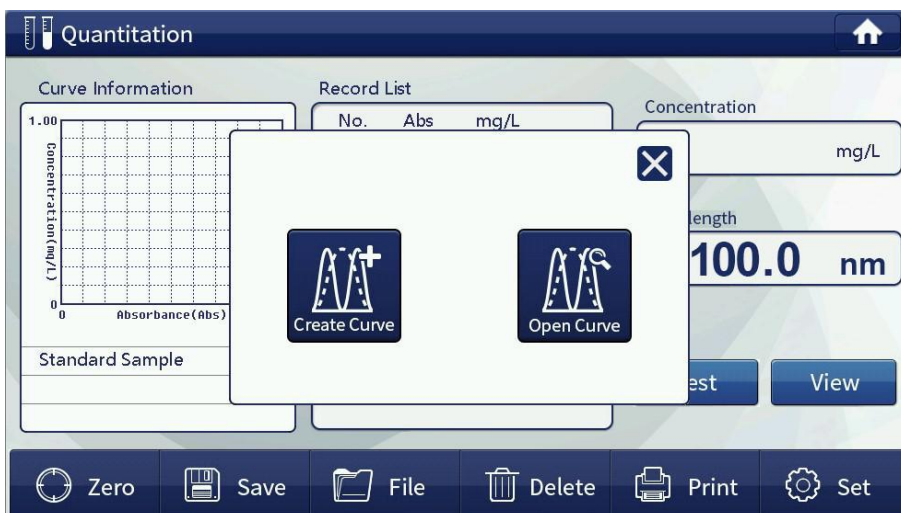 Quantitation
Curve Information
Record List
No. Abs mg/L
1.00
Concentration(mg/L)
0
0 Absorbance(Abs)
Standard Sample
Concentration
mg/L
length
100.0 nm
Create Curve
Open Curve
est
View
Zero
Save
File
Delete
Print
Set